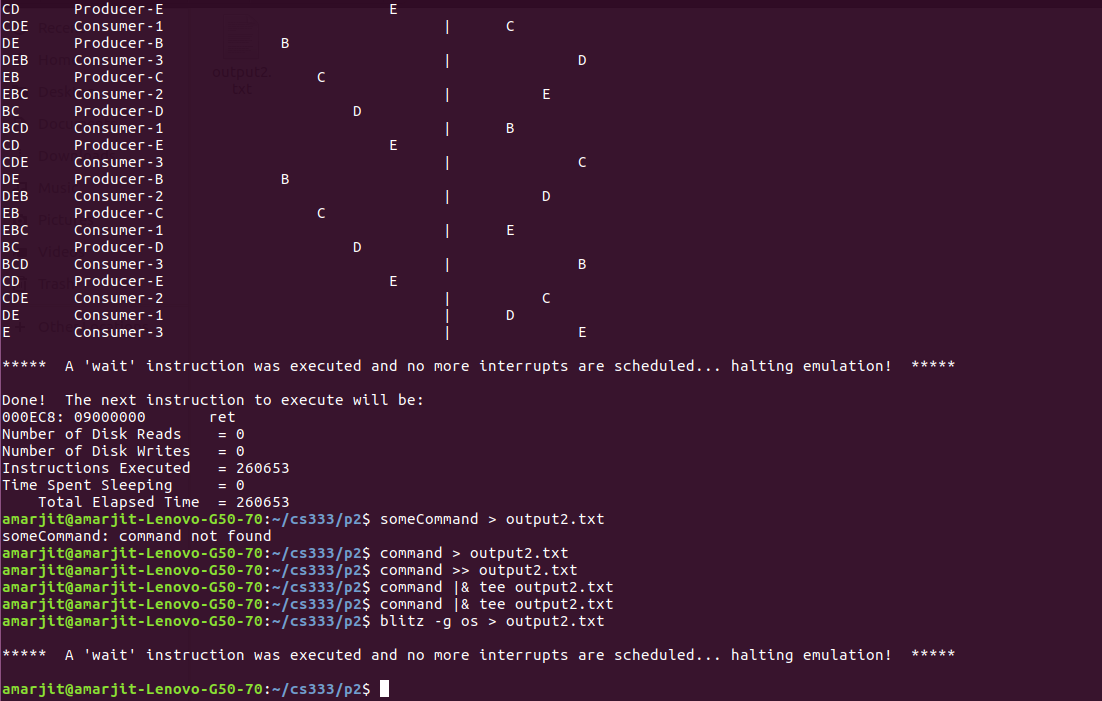 CD      Producer-E                         E
CDE     Consumer-1                               |      C
DE      Producer-B             B
DEB     Consumer-3                               |              D
EB      Producer-C                 C
EBC     Consumer-2                               |          E
BC      Producer-D                     D
BCD     Consumer-1                               |      B
CD      Producer-E                         E
CDE     Consumer-3                               |              C
DE      Producer-B             B
DEB     Consumer-2                               |          D
EB      Producer-C                 C
EBC     Consumer-1                               |      E
BC      Producer-D                     D
BCD     Consumer-3                               |              B
CD      Producer-E                         E
CDE     Consumer-2                               |          C
DE      Consumer-1                               |      D
E       Consumer-3                               |              E
*****  A 'wait' instruction was executed and no more interrupts are scheduled... halting emulation!  *****
Done!  The next instruction to execute will be:
000EC8: 09000000       ret
Number of Disk Reads    = 0
Number of Disk Writes   = 0
Instructions Executed   = 260653
Time Spent Sleeping     = 0
    Total Elapsed Time  = 260653
amarjit@amarjit-Lenovo-G50-70:~/cs333/p2$ someCommand > output2.txt
someCommand: command not found
amarjit@amarjit-Lenovo-G50-70:~/cs333/p2$ command > output2.txt
amarjit@amarjit-Lenovo-G50-70:~/cs333/p2$ command >> output2.txt
amarjit@amarjit-Lenovo-G50-70:~/cs333/p2$ command |& tee output2.txt
amarjit@amarjit-Lenovo-G50-70:~/cs333/p2$ command |& tee output2.txt
amarjit@amarjit-Lenovo-G50-70:~/cs333/p2$ blitz -g os > output2.txt
*****  A 'wait' instruction was executed and no more interrupts are scheduled... halting emulation!  *****
amarjit@amarjit-Lenovo-G50-70:~/cs333/p2$
output2.
txt